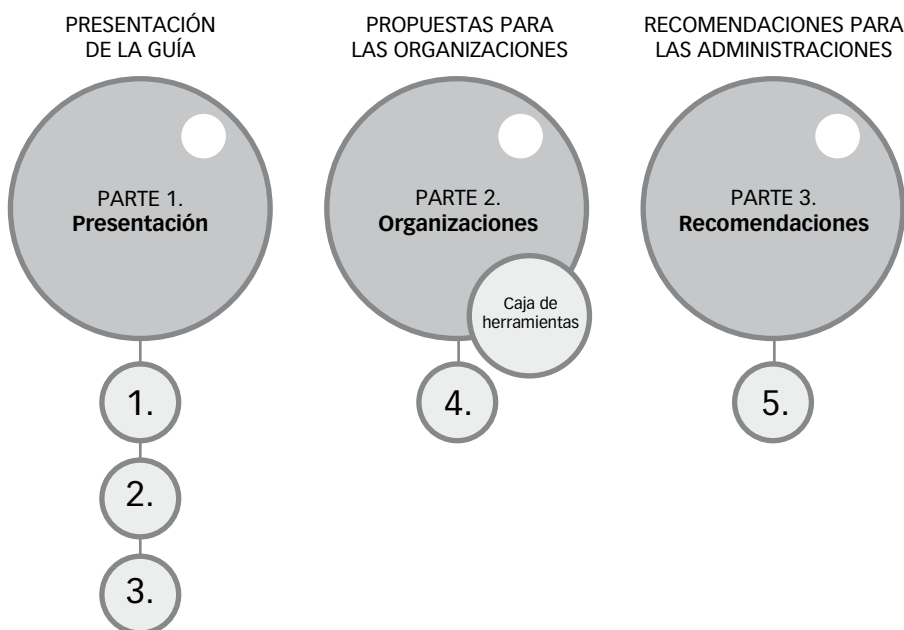 PRESENTACIÓN
DE LA GUÍA
PROPUESTAS PARA
LAS ORGANIZACIONES
RECOMENDACIONES PARA
LAS ADMINISTRACIONES
PARTE 1.
Presentación
PARTE 2.
Organizaciones
Caja de
herramientas
PARTE 3.
Recomendaciones
1.
2.
3.
4.
5.